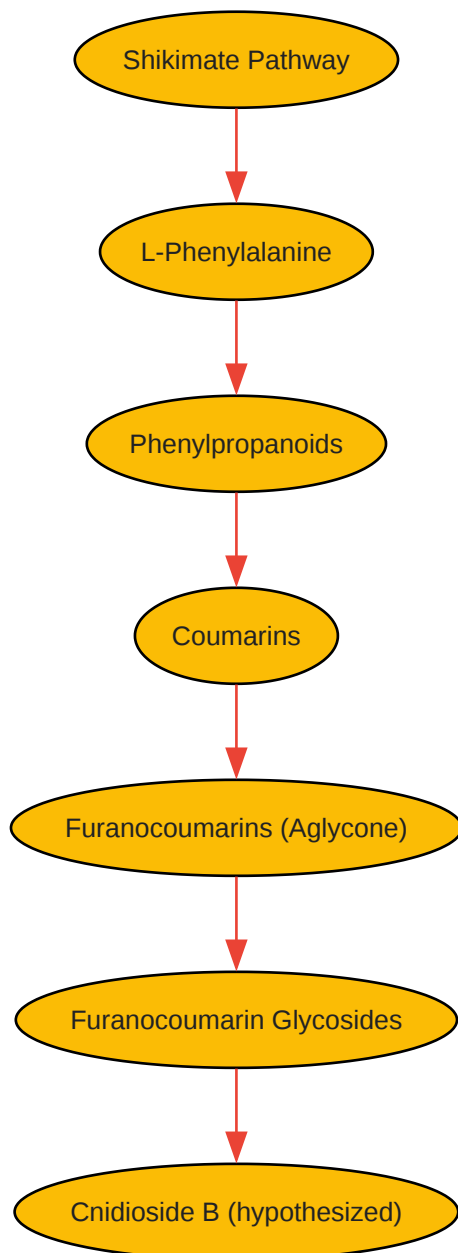 Shikimate Pathway
L-Phenylalanine
Phenylpropanoids
Coumarins
Furanocoumarins (Aglycone)
Furanocoumarin Glycosides
Cnidioside B (hypothesized)